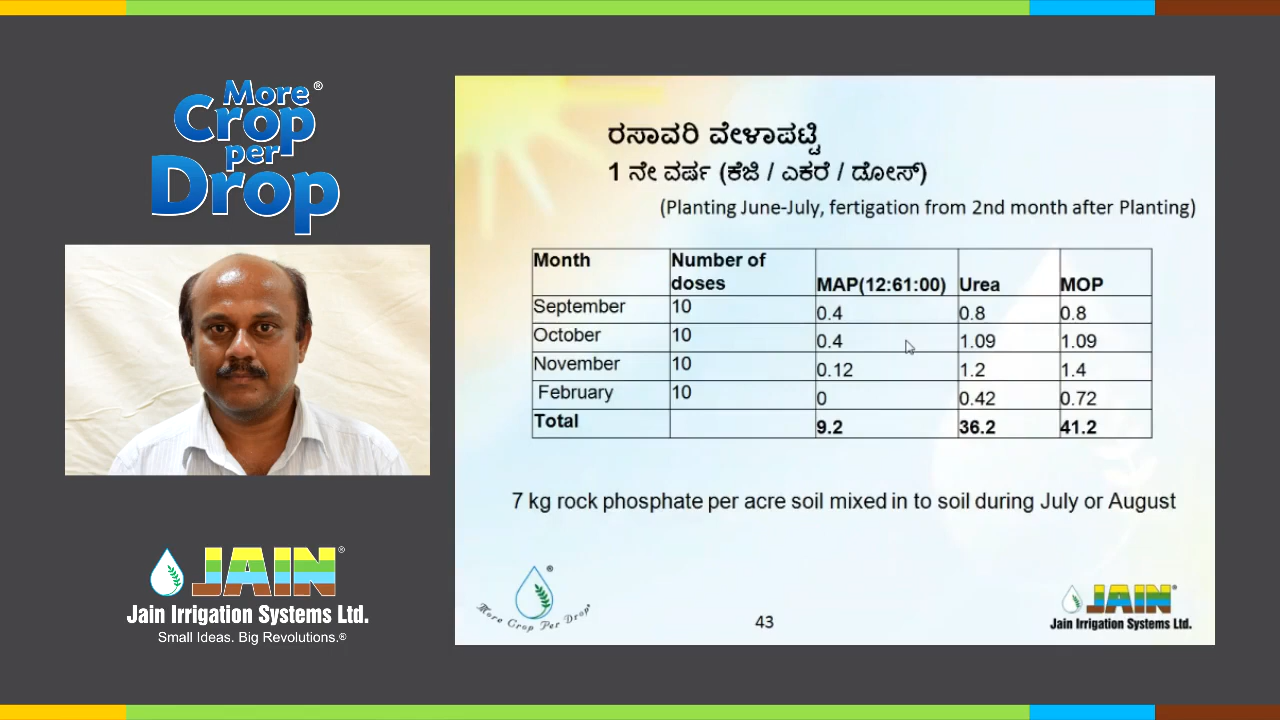 More®
Crop
per
Drop
JAIN®
Jain Irrigation Systems Ltd.
Small Ideas. Big Revolutions.®
ರಸಾವರಿ ವೇಳಾಪಟ್ಟಿ
1 ನೇ ವರ್ಷ (ಕೆಜಿ / ಎಕರೆ / ಡೋಸ್)
(Planting June-July, fertigation from 2nd month after Planting)
Month Number of doses MAP(12:61:00) Urea MOP
September 10 0.4 0.8 0.8
October 10 0.4 1.09 1.09
November 10 0.12 1.2 1.4
February 10 0 0.42 0.72
Total 9.2 36.2 41.2
7 kg rock phosphate per acre soil mixed in to soil during July or August
More Crop Per Drop®
43
JAIN®
Jain Irrigation Systems Ltd.